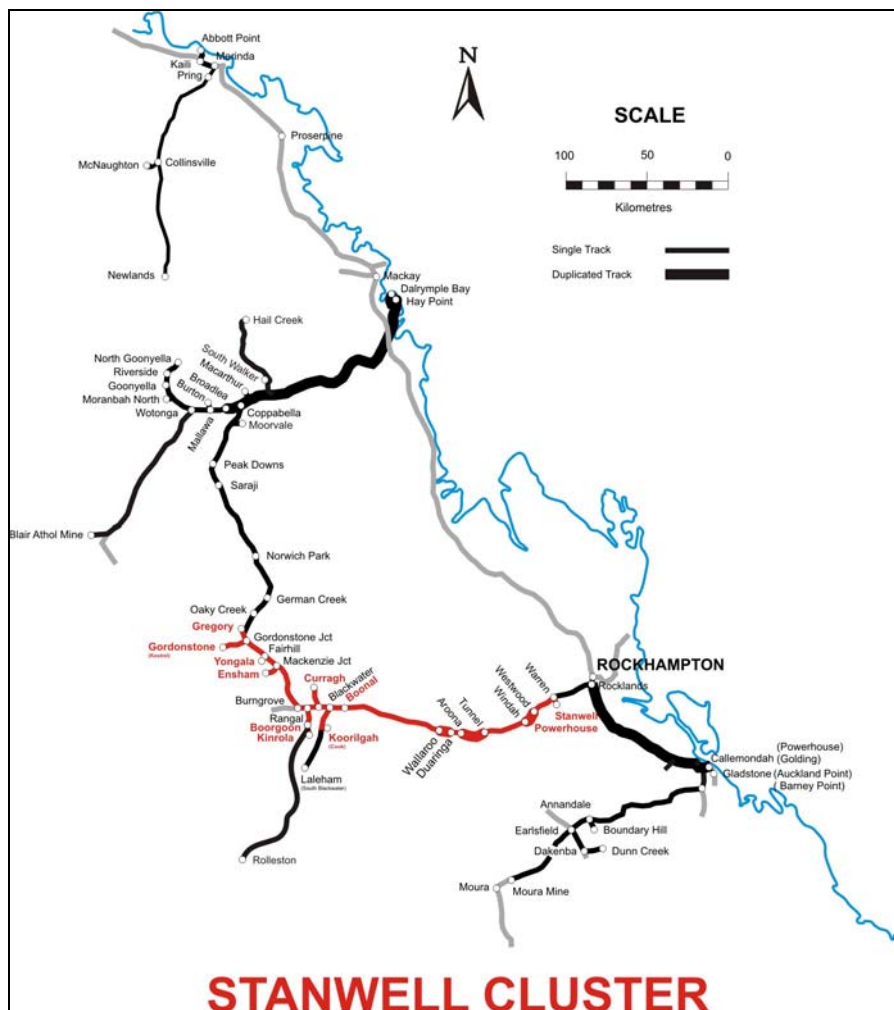 Abbott Point
Kaili
Merinda
Pring
N
SCALE
100 50 0
Kilometres
Proserpine
McNaughton
Collinsville
Single Track
Duplicated Track
Newlands
Mackay
Dalrymple Bay
Hay Point
Hail Creek
North Goonyella
Riverside
Goonyella
Moranbah North
Wotonga
South Walker
Macarthur
Broadlea
Burton
Mallawa
Coppabella
Moorvale
Peak Downs
Saraji
Blair Athol Mine
Norwich Park
German Creek
Oaky Creek
Gregory
Gordonstone Jct
Gordonstone
(Kestrel)
Fairhill
Yongala
Mackenzie Jct
Ensham
Curragh
Blackwater
Boonal
Burngrove
Rangal
Boorgoon
Kinrola
Koorilgah
(Cook)
Laleham
(South Blackwater)
Rolleston
Wallaroo
Duaringa
Aroona
Tunnel
Windah
Westwood
Warren
Stanwell
Powerhouse
ROCKHAMPTON
Rocklands
Callemondah
(Powerhouse)
(Golding)
Gladstone (Auckland Point)
( Barney Point)
Annandale
Earlsfield
Boundary Hill
Dakenba
Dunn Creek
Moura
Moura Mine
STANWELL CLUSTER